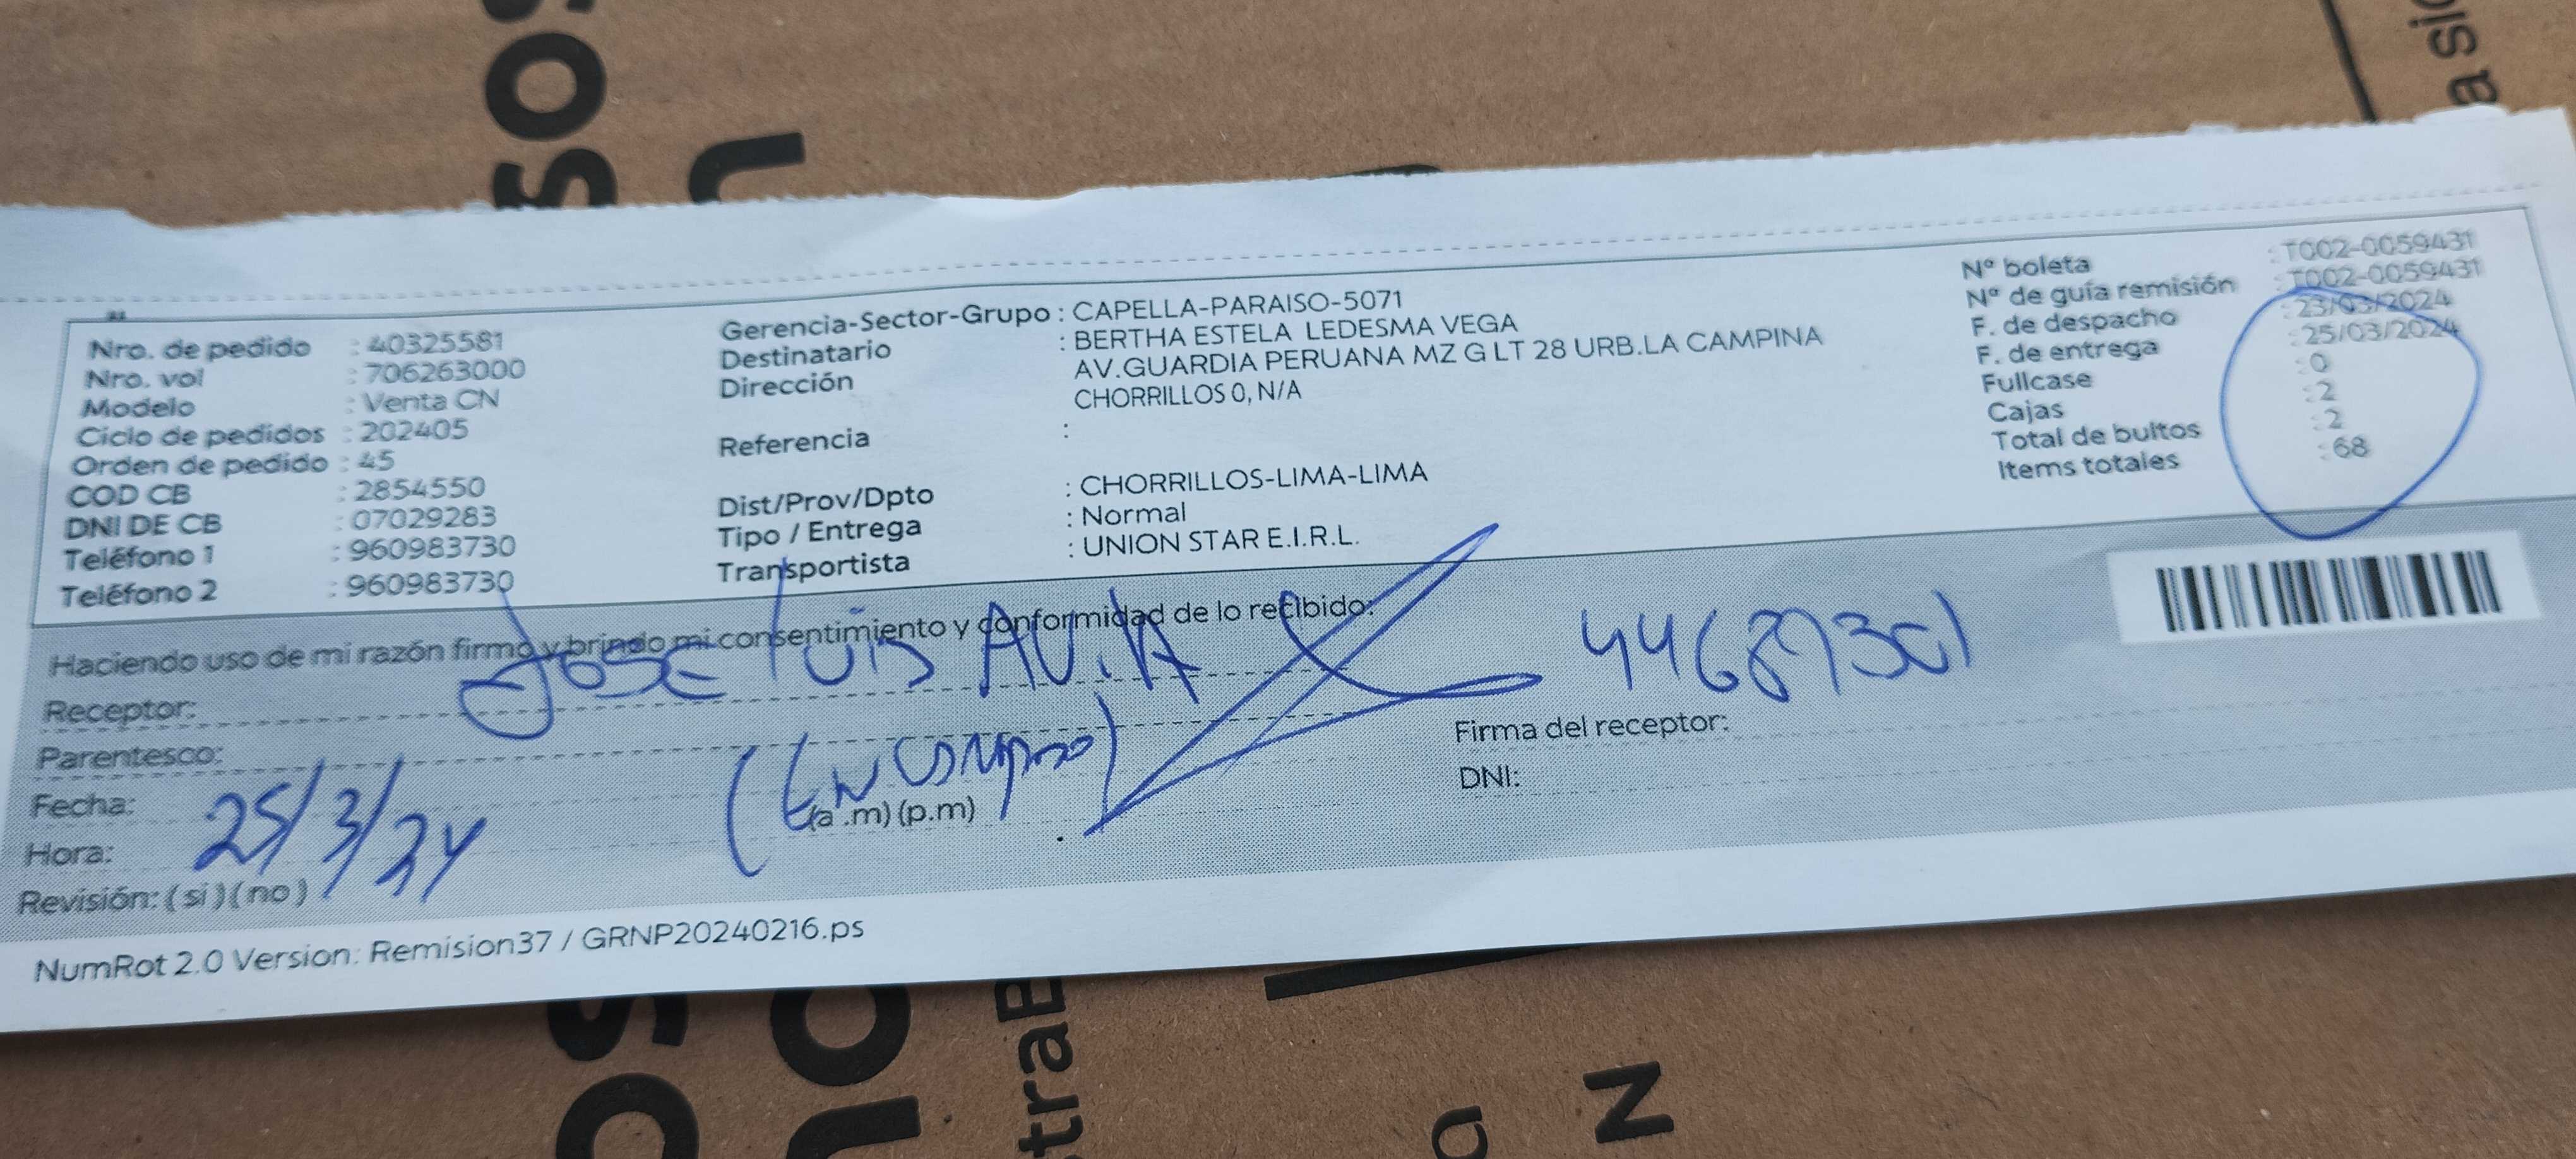 Nro. de pedido : 40325581
Nro. vol : 706263000
Modelo : Venta CN
Ciclo de pedidos : 202405
Orden de pedido : 45
COD CB : 2854550
DNI DE CB : 07029283
Teléfono 1 : 960983730
Teléfono 2 : 960983730
Gerencia-Sector-Grupo : CAPELLA-PARAISO-5071
Destinatario : BERTHA ESTELA LEDESMA VEGA
Dirección AV.GUARDIA PERUANA MZ G LT 28 URB.LA CAMPINA
CHORRILLOS 0, N/A
Referencia :
Dist/Prov/Dpto : CHORRILLOS-LIMA-LIMA
Tipo / Entrega : Normal
Transportista : UNION STAR E.I.R.L.
Nº boleta : T002-0059431
Nº de guía remisión : T002-0059431
F. de despacho : 23/03/2024
F. de entrega : 25/03/2024
Fullcase : 0
Cajas : 2
Total de bultos : 2
Items totales : 68
Haciendo uso de mi razón firmo y brindo mi consentimiento y conformidad de lo recibido:
Receptor: José Luis Avila
Parentesco:
Fecha: 25/3/24
Hora: (a .m) (p.m)
Revisión: ( si ) ( no )
Firma del receptor:
DNI:
NumRot 2.0 Version: Remision37 / GRNP20240216.ps
traE
a
N
a sio